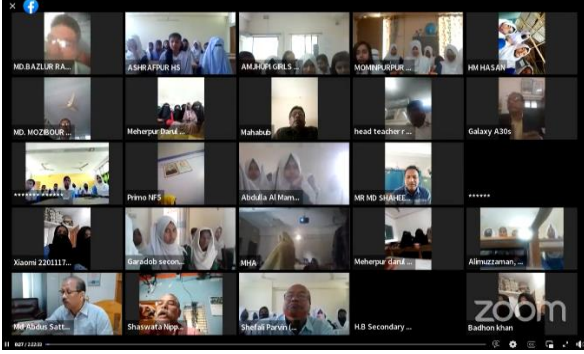 MD.BAZLUR RA...
ASHRAFPUR HS
AMJHUPI GIRLS ...
MOMINPURPUR ...
HM HASAN
MD. MOZIBOUR ...
Meherpur Darul ...
Mahabub
head teacher r ...
Galaxy A30s
******* *******
Primo NF5
Abdulla Al Mam...
MR MD SHAHEE...
******
Xiaomi 2201117...
Garadob secon...
MHA
Meherpur darul ...
Alimuzzaman, ...
Md Abdus Satt...
Shaswata Nipp...
Shefali Parvin (...
H.B Secondary ...
Badhon khan
zoom